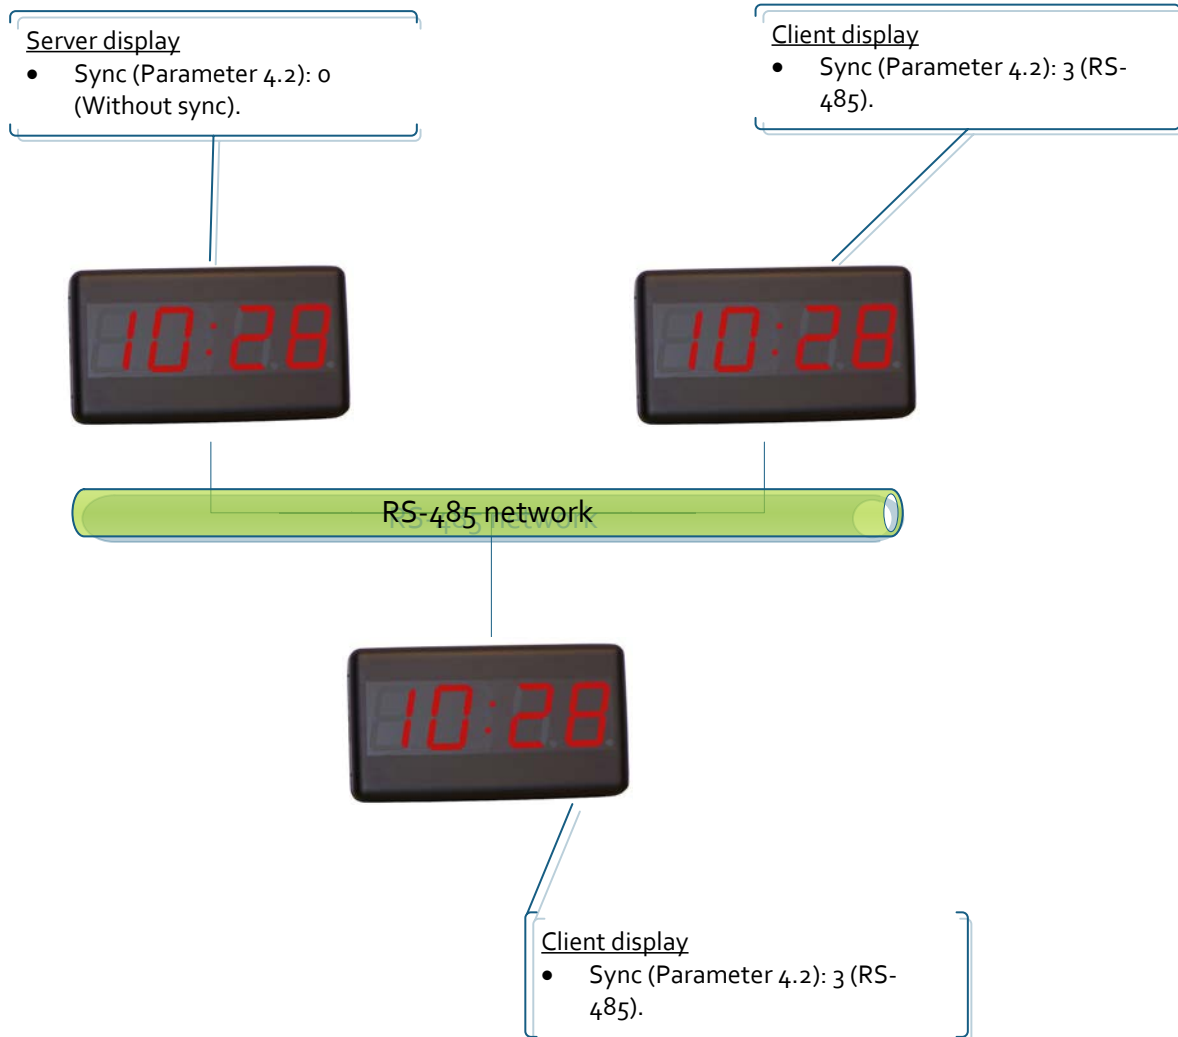 Server display
• Sync (Parameter 4.2): 0
(Without sync).
Client display
• Sync (Parameter 4.2): 3 (RS-
485).
10:28
10:28
RS-485 network
10:28
Client display
• Sync (Parameter 4.2): 3 (RS-
485).